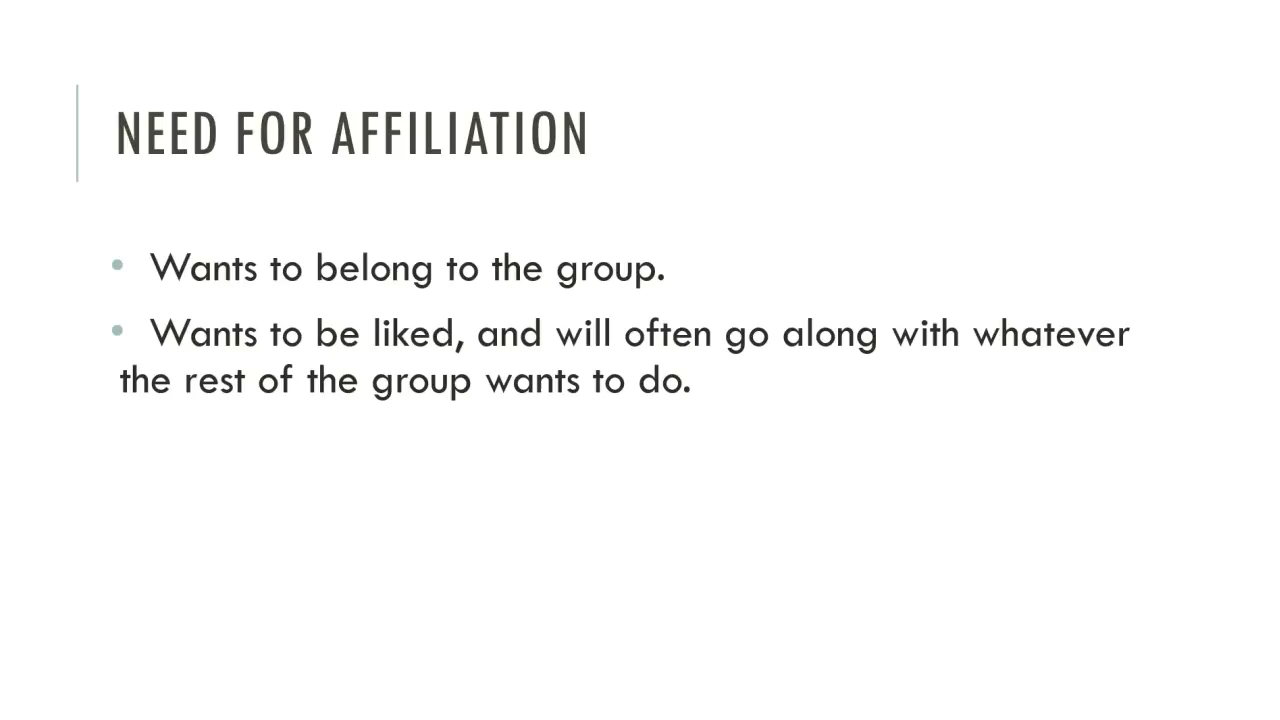 NEED FOR AFFILIATION
• Wants to belong to the group.
• Wants to be liked, and will often go along with whatever
the rest of the group wants to do.